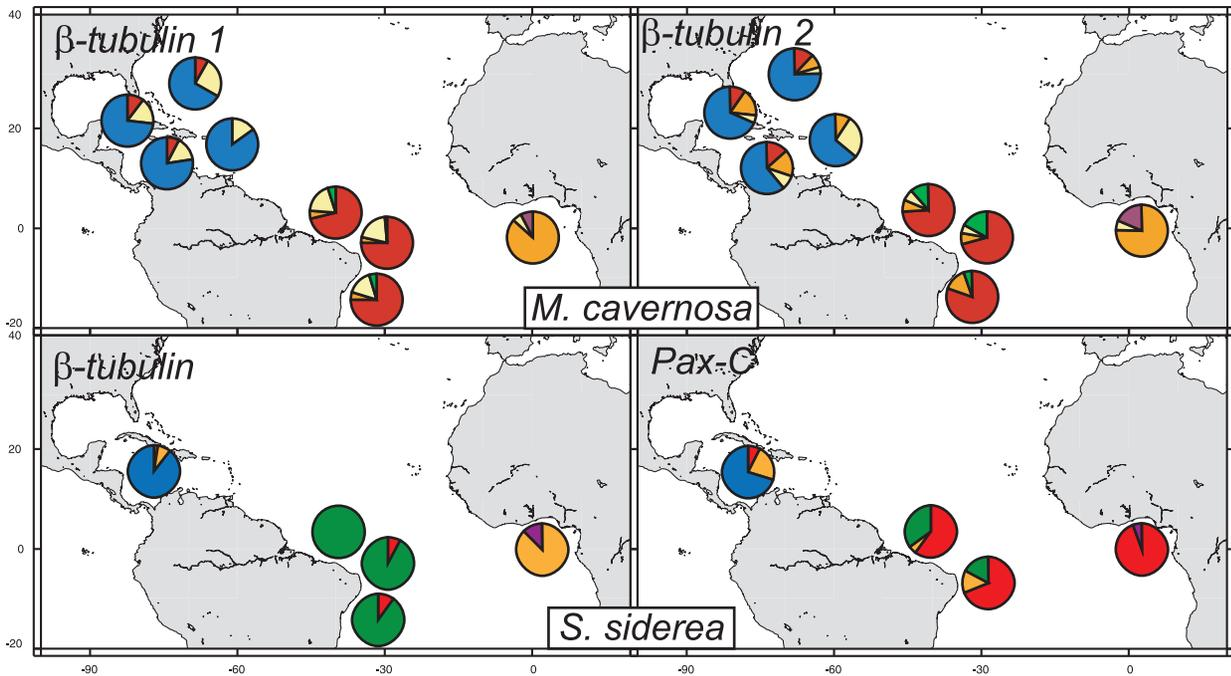 40
β-tubulin 1
β-tubulin 2
20
0
-20
M. cavernosa
40
β-tubulin
Pax-C
20
0
-20
S. siderea
-90 -60 -30 0 -90 -60 -30 0